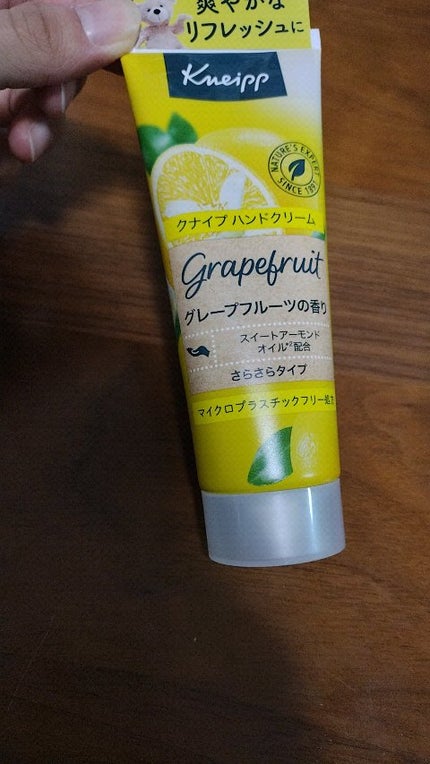 爽やかな
リフレッシュに
Kneipp
NATURE'S EXPERT
SINCE 1891
クナイプ ハンドクリーム
Grapefruit
グレープフルーツの香り
スイートアーモンド
オイル*2配合
さらさらタイプ
マイクロプラスチックフリー処方